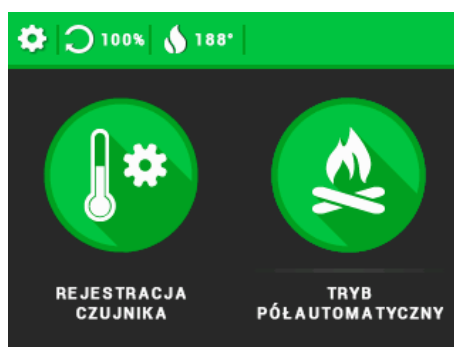 100% 188°
REJESTRACJA
CZUJNIKA
TRYB
PÓŁAUTOMATYCZNY